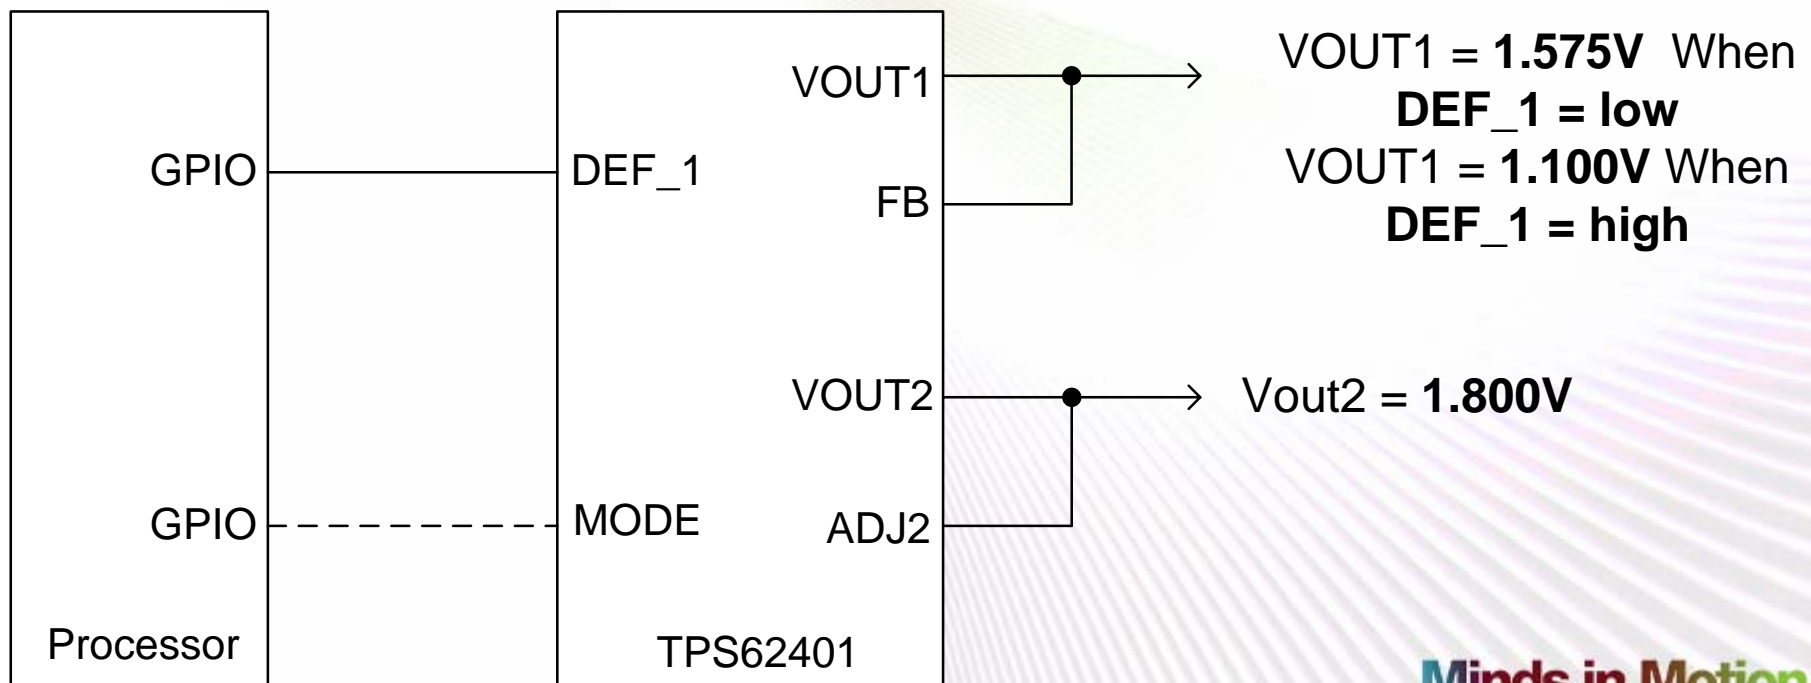 VOUT1
VOUT1 = 1.575V When
DEF_1 = low
VOUT1 = 1.100V When
DEF_1 = high
GPIO
DEF_1
FB
VOUT2
Vout2 = 1.800V
GPIO
MODE
ADJ2
Processor
TPS62401
Minds in Motion